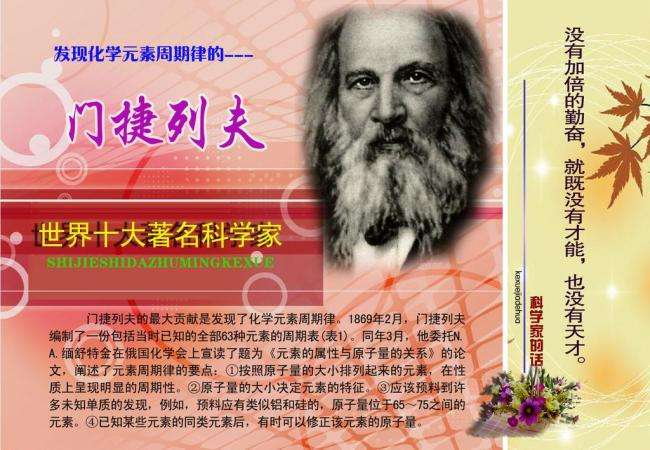 发现化学元素周期律的---
门捷列夫
世界十大著名科学家
SHIJIESHIDAZHUMINGKEXUE
门捷列夫的最大贡献是发现了化学元素周期律。1869年2月，门捷列夫
编制了一份包括当时已知的全部63种元素的周期表(表1)。同年3月，他委托N.
A.缅舒特金在俄国化学会上宣读了题为《元素的属性与原子量的关系》的论
文，阐述了元素周期律的要点：①按照原子量的大小排列起来的元素，在性
质上呈现明显的周期性。②原子量的大小决定元素的特征。③应该预料到许
多未知单质的发现，例如，预料应有类似铝和硅的，原子量位于65～75之间的
元素。④已知某些元素的同类元素后，有时可以修正该元素的原子量。
没有加倍的勤奋，就既没有才能，也没有天才。
科学家的话
kexuejiadehua